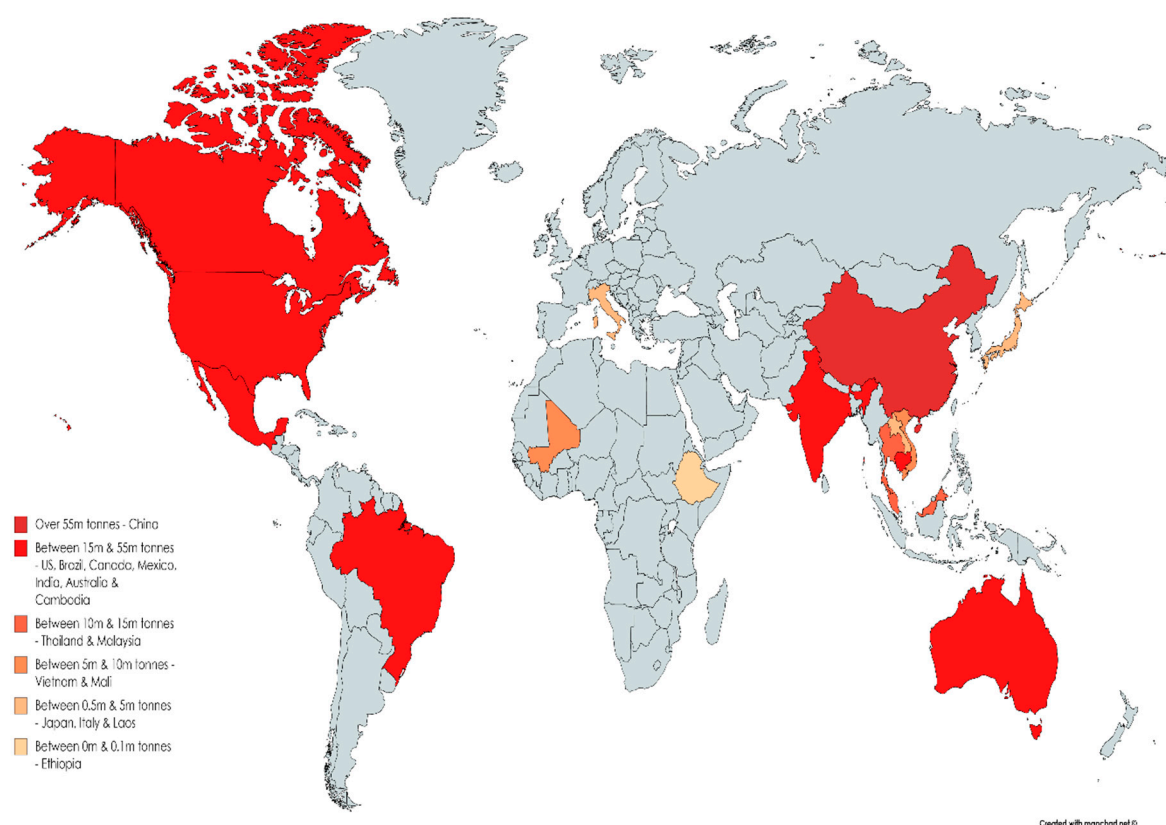 Over 55m tonnes - China
Between 15m & 55m tonnes
- US, Brazil, Canada, Mexico,
India, Australia &
Cambodia
Between 10m & 15m tonnes
- Thailand & Malaysia
Between 5m & 10m tonnes -
Vietnam & Mali
Between 0.5m & 5m tonnes
- Japan, Italy & Laos
Between 0m & 0.1m tonnes
- Ethiopia
Created with mapchart.net ©